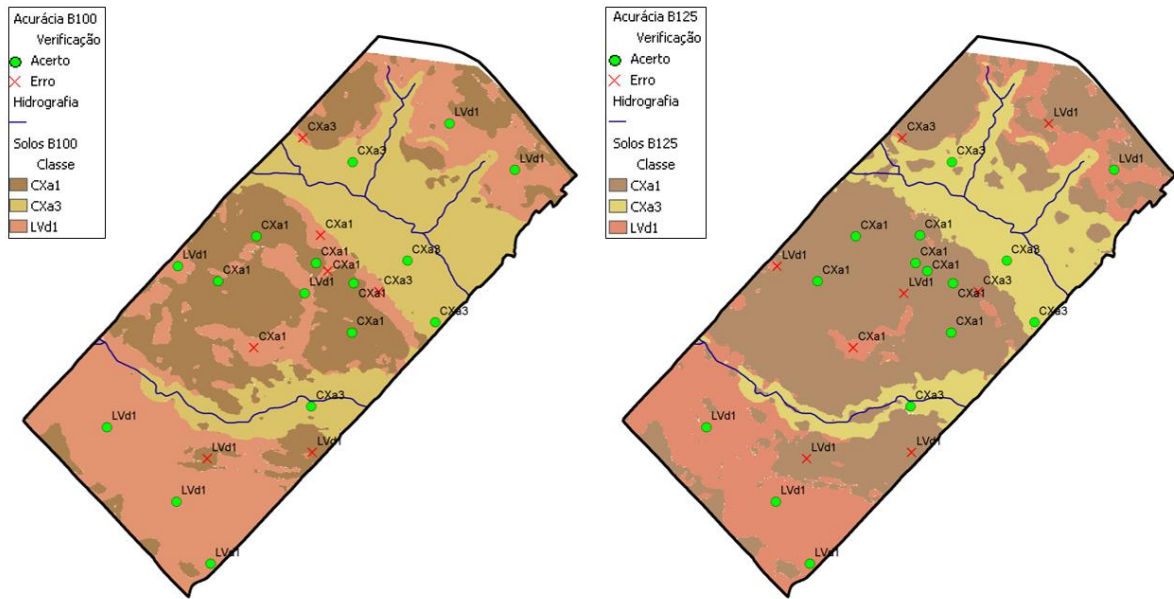 Acurácia B100
Verificação
Acerto
Erro
Hidrografia
Solos B100
Classe
CXa1
CXa3
LVd1
CXa3
LVd1
CXa3
LVd1
CXa1
CXa1
CXa1
CXa3
LVd1
CXa1
CXa1
LVd1
CXa1
CXa3
CXa1
CXa3
CXa1
CXa3
LVd1
LVd1
LVd1
LVd1
LVd1
Acurácia B125
Verificação
Acerto
Erro
Hidrografia
Solos B125
Classe
CXa1
CXa3
LVd1
CXa3
LVd1
CXa3
LVd1
CXa1
CXa1
CXa1
CXa3
LVd1
CXa1
CXa1
LVd1
CXa1
CXa3
CXa1
CXa3
CXa1
CXa3
LVd1
LVd1
LVd1
LVd1
LVd1